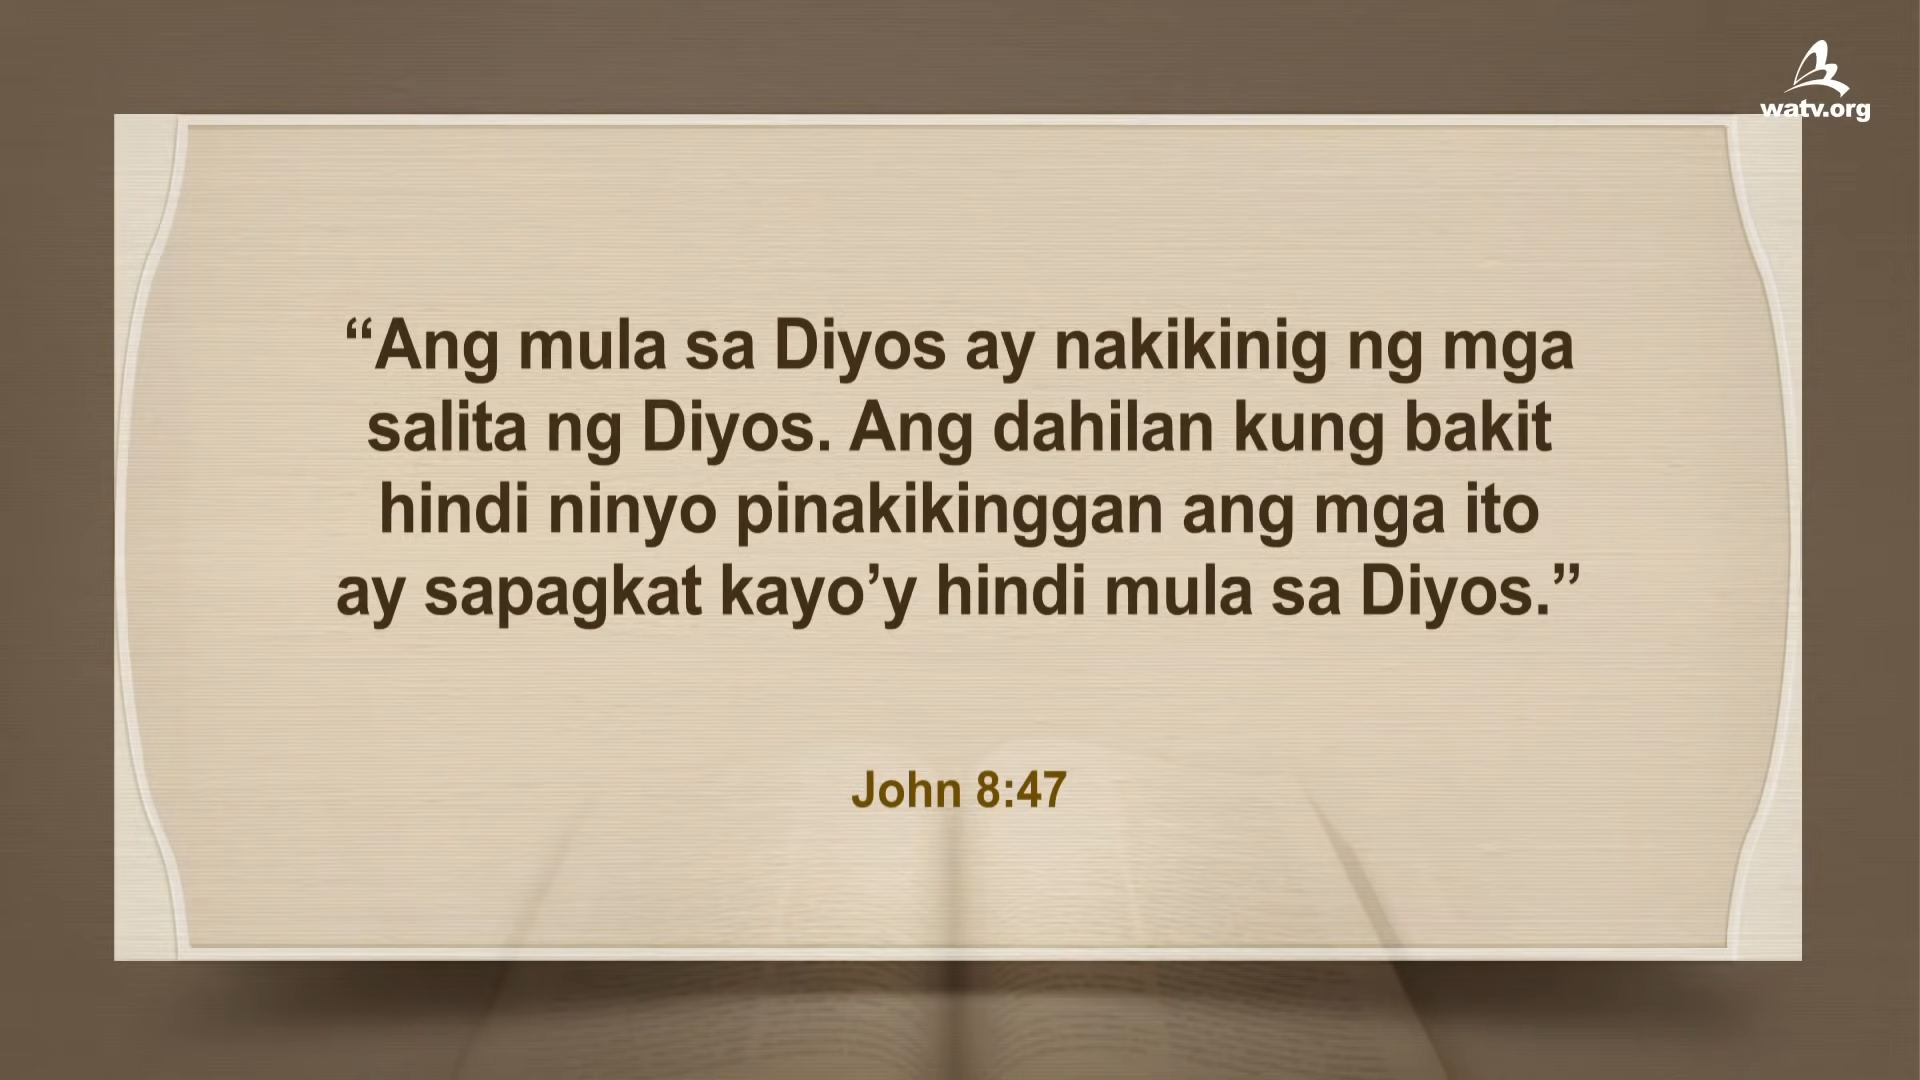 watv.org
“Ang mula sa Diyos ay nakikinig ng mga
salita ng Diyos. Ang dahilan kung bakit
hindi ninyo pinakikinggan ang mga ito
ay sapagkat kayo’y hindi mula sa Diyos.”
John 8:47